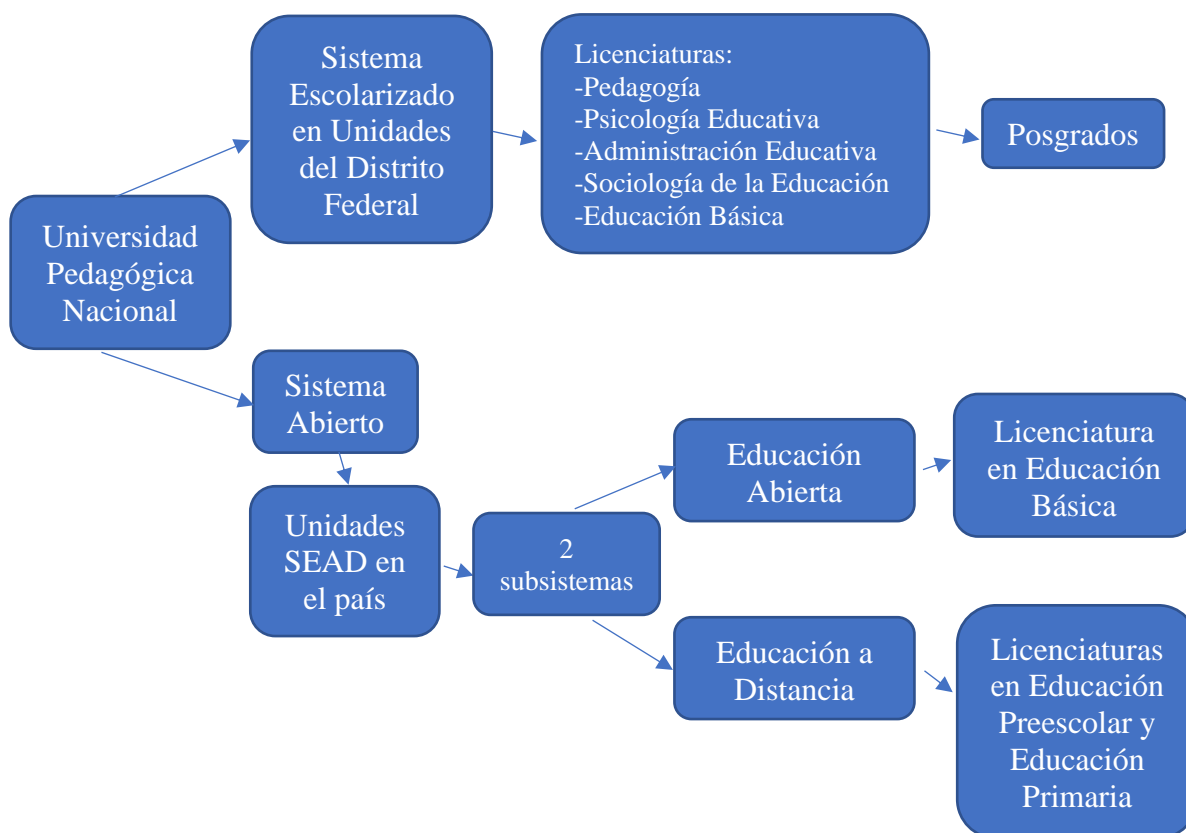 Sistema
Escolarizado
en Unidades
del Distrito
Federal
Licenciaturas:
-Pedagogía
-Psicología Educativa
-Administración Educativa
-Sociología de la Educación
-Educación Básica
Posgrados
Universidad
Pedagógica
Nacional
Sistema
Abierto
Unidades
SEAD en
el país
2
subsistemas
Educación
Abierta
Licenciatura
en Educación
Básica
Educación a
Distancia
Licenciaturas
en Educación
Preescolar y
Educación
Primaria